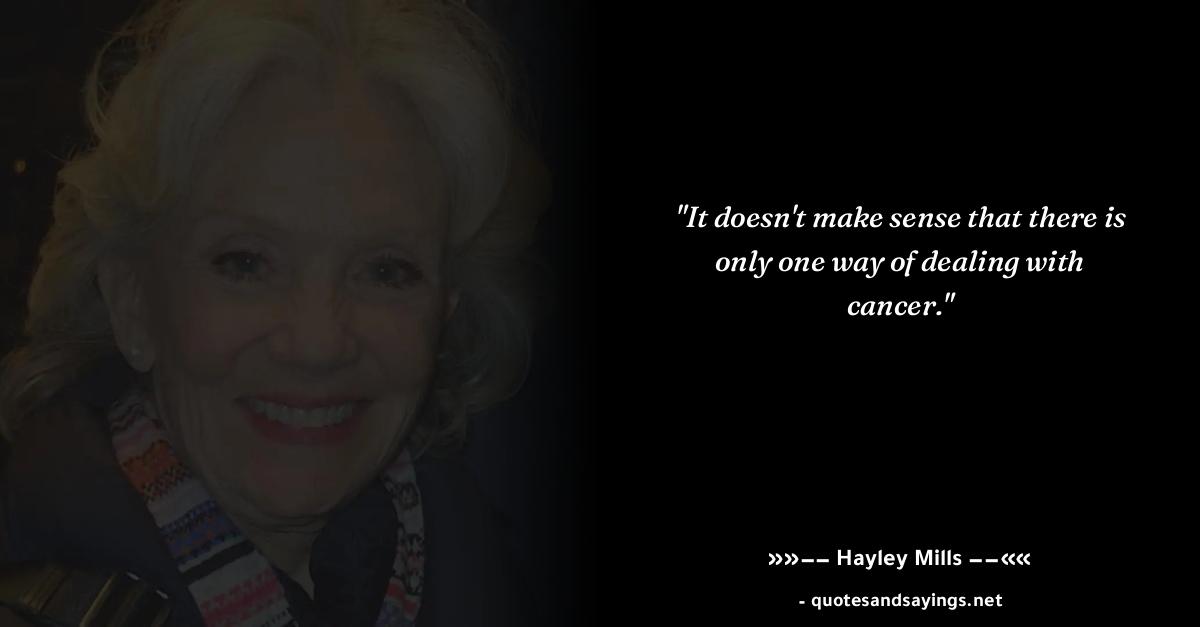 "It doesn't make sense that there is
only one way of dealing with
cancer."
»»−− Hayley Mills −−««
- quotesandsayings.net